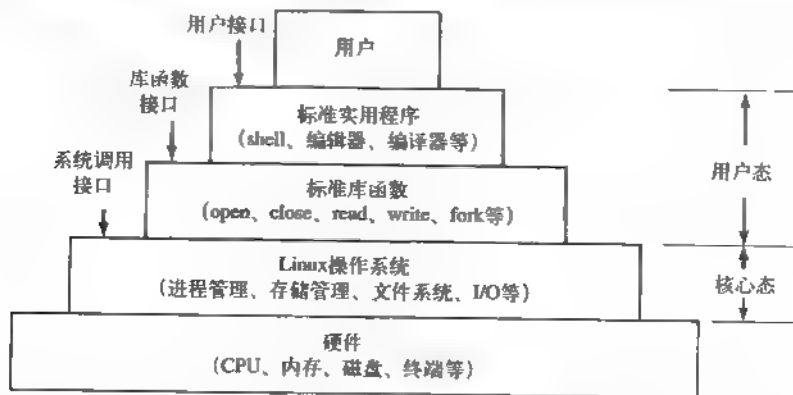 用户接口
用户
库函数
接口
标准实用程序
(shell、编辑器、编译器等)
系统调用
接口
标准库函数
(open、close、read、write、fork等)
用户态
Linux操作系统
(进程管理、存储管理、文件系统、I/O等)
核心态
硬件
(CPU、内存、磁盘、终端等)